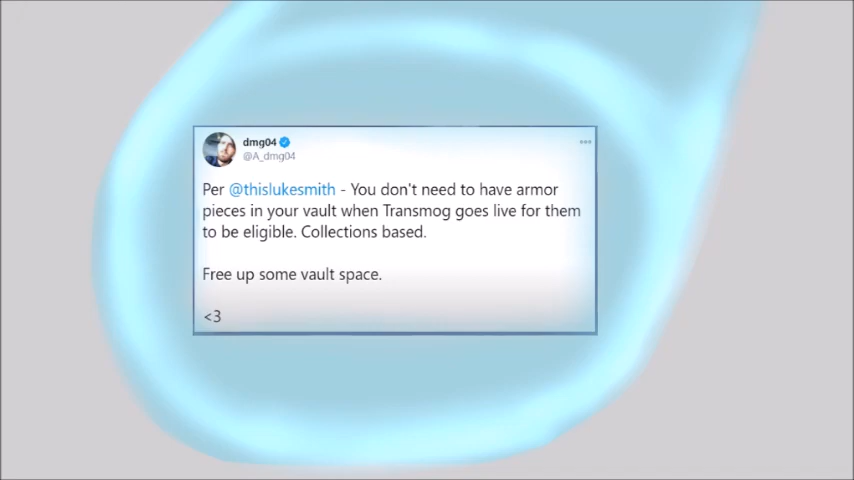 dmg04
@A_dmg04
Per @thislukesmith - You don't need to have armor
pieces in your vault when Transmog goes live for them
to be eligible. Collections based.
Free up some vault space.
<3